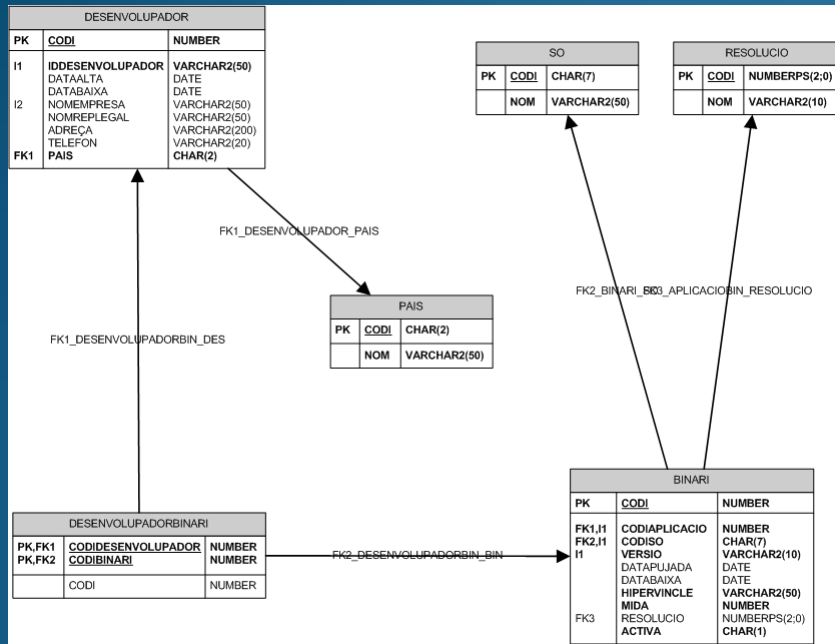 DESENVOLUPADOR
PK CODI NUMBER
I1 IDDESENVOLUPADOR VARCHAR2(50)
DATAALTA DATE
DATABAIXA DATE
I2 NOMEMPRESA VARCHAR2(50)
NOMREPLEGAL VARCHAR2(50)
ADREÇA VARCHAR2(200)
TELEFON VARCHAR2(20)
FK1 PAIS CHAR(2)
SO
PK CODI CHAR(7)
NOM VARCHAR2(50)
RESOLUCIO
PK CODI NUMBERPS(2;0)
NOM VARCHAR2(10)
FK1_DESENVOLUPADOR_PAIS
FK2_BINARI_SO
FK3_APLICACIOBIN_RESOLUCIO
PAIS
PK CODI CHAR(2)
NOM VARCHAR2(50)
FK1_DESENVOLUPADORBIN_DES
DESENVOLUPADORBINARI
PK,FK1 CODIDESENVOLUPADOR NUMBER
PK,FK2 CODIBINARI NUMBER
CODI NUMBER
FK2_DESENVOLUPADORBIN_BIN
BINARI
PK CODI NUMBER
FK1,I1 CODIAPLICACIO NUMBER
FK2,I1 CODISO CHAR(7)
I1 VERSIO VARCHAR2(10)
DATAPUJADA DATE
DATABAIXA DATE
HIPERVINCLE VARCHAR2(50)
MIDA NUMBER
FK3 RESOLUCIO NUMBERPS(2;0)
ACTIVA CHAR(1)